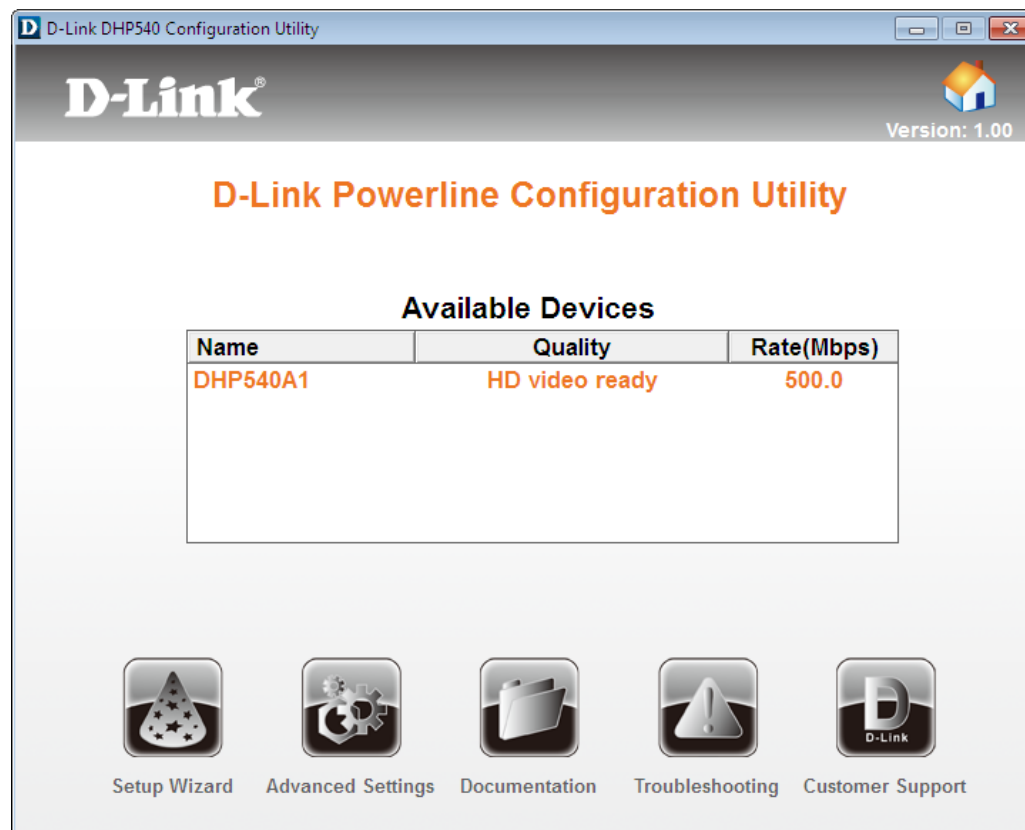 D-Link DHP540 Configuration Utility
D-Link®
Version: 1.00
D-Link Powerline Configuration Utility
Available Devices
Name Quality Rate(Mbps)
DHP540A1 HD video ready 500.0
D-Link
Setup Wizard Advanced Settings Documentation Troubleshooting Customer Support